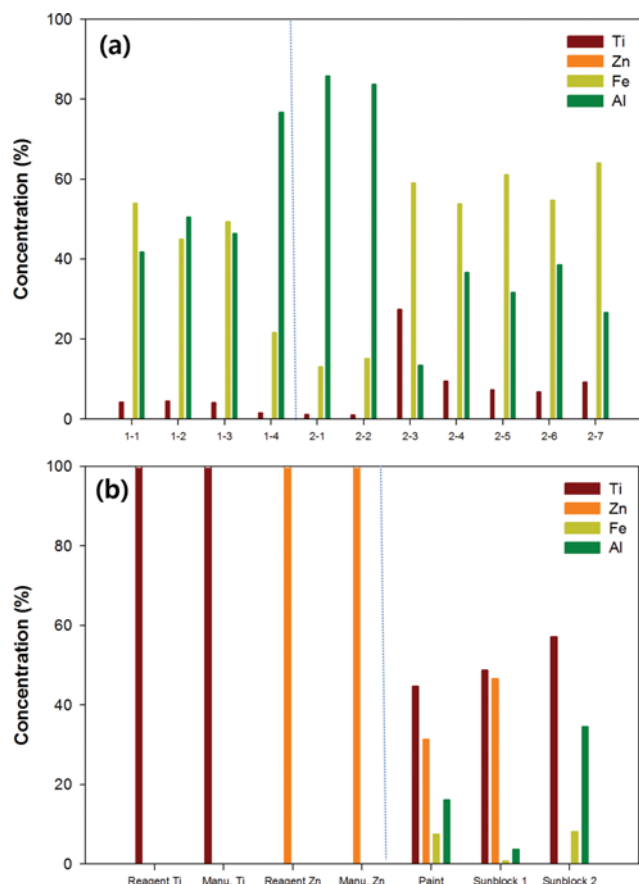 (a)
Ti
Zn
Fe
Al
Concentration (%)
100
80
60
40
20
0
1-1 1-2 1-3 1-4 2-1 2-2 2-3 2-4 2-5 2-6 2-7
(b)
Ti
Zn
Fe
Al
Concentration (%)
100
80
60
40
20
0
Reagent Ti Manu. Ti Reagent Zn Manu. Zn Paint Sunblock 1 Sunblock 2